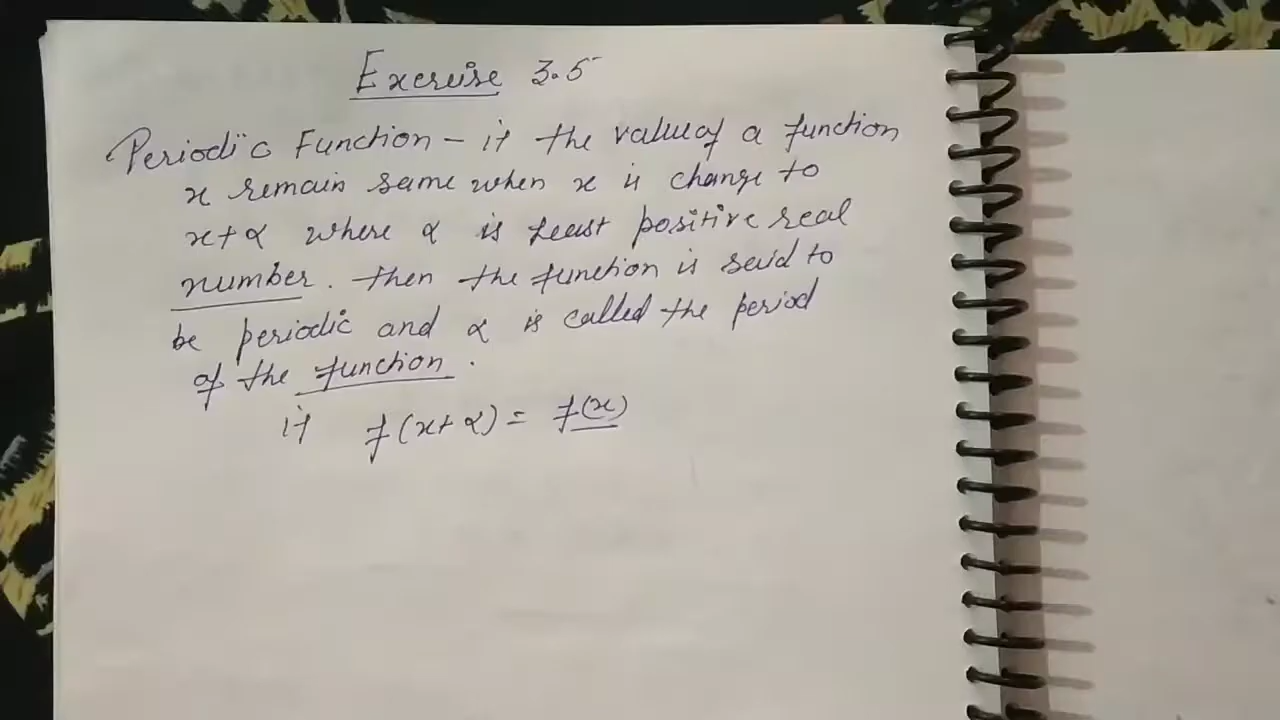 Exercise 3.5
Periodic Function - if the value of a function
x remain same when x is change to
x+α where α is least positive real
number. then the function is said to
be periodic and α is called the period
of the function.
if f(x+α) = f(x)